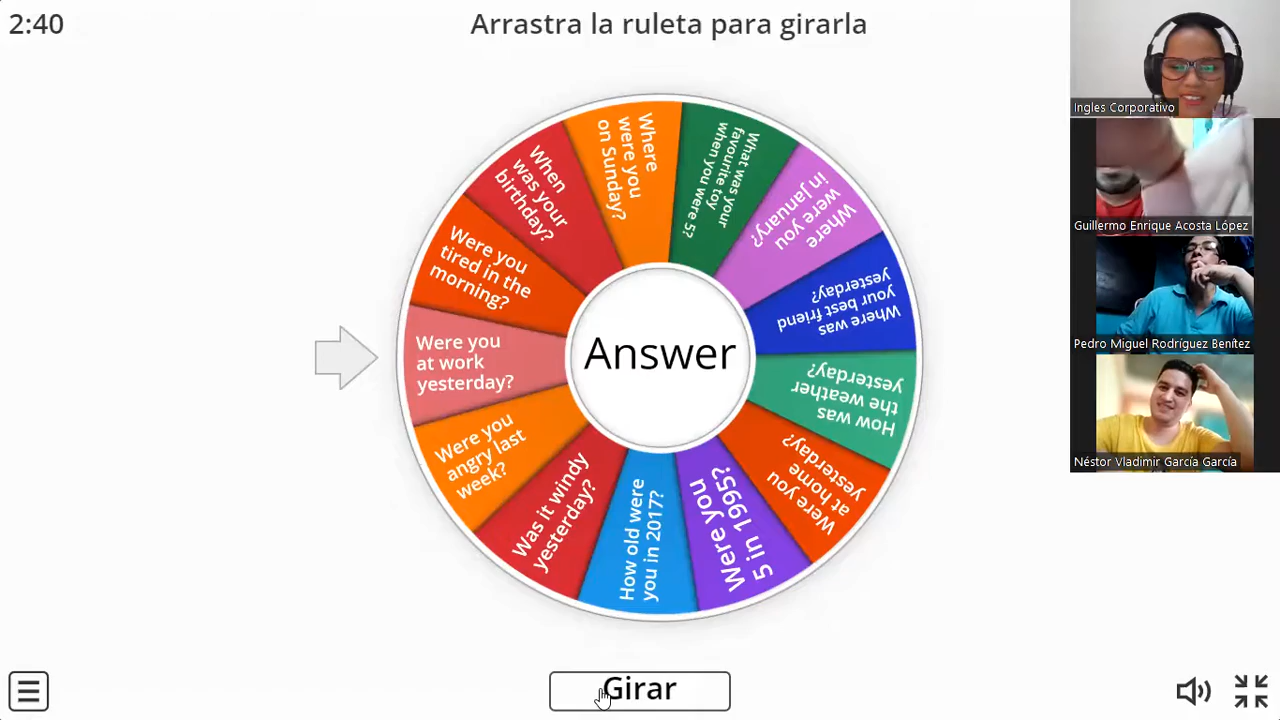 2:40
Arrastra la ruleta para girarla
Where
were you
on Sunday?
What was your
favourite toy
when you were 5?
Where
were you
in January?
Where was
your best friend
yesterday?
How was
the weather
yesterday?
Were you
at home
yesterday?
Were you
5 in 1995?
How old were
you in 2017?
Was it windy
yesterday?
Were you
angry last
week?
Were you
at work
yesterday?
Were you
tired in the
morning?
When
was your
birthday?
Answer
Girar
Ingles Corporativo
Guillermo Enrique Acosta López
Pedro Miguel Rodríguez Benítez
Néstor Vladimir García García